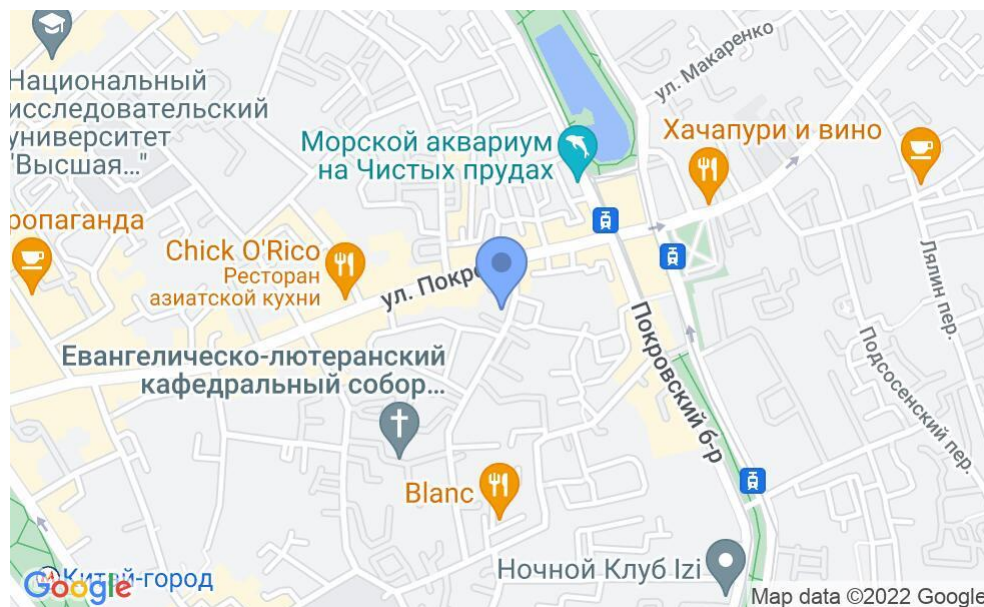 Национальный
исследовательский
университет
"Высшая..."
ул. Макаренко
Морской аквариум
на Чистых прудах
Хачапури и вино
ропаганда
Chick O'Rico
Ресторан
азиатской кухни
ул. Покро
Лялин пер.
Покровский б-р
Подсосенский пер.
Евангелическо-лютеранский
кафедральный собор...
Blanc
Ночной Клуб Izi
Китай-город
Google
Map data ©2022 Google